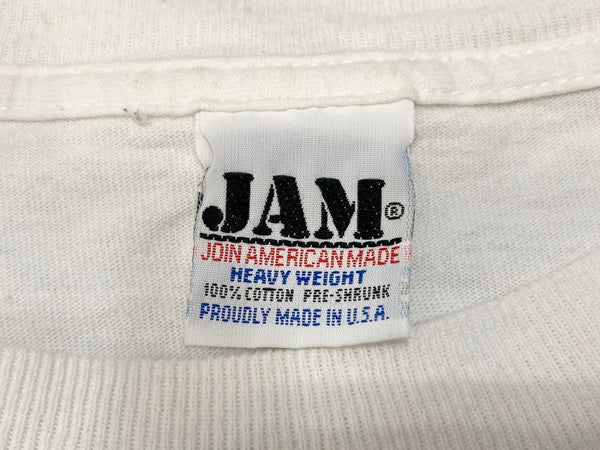 JAM®
JOIN AMERICAN MADE
HEAVY WEIGHT
100% COTTON PRE-SHRUNK
PROUDLY MADE IN U.S.A.